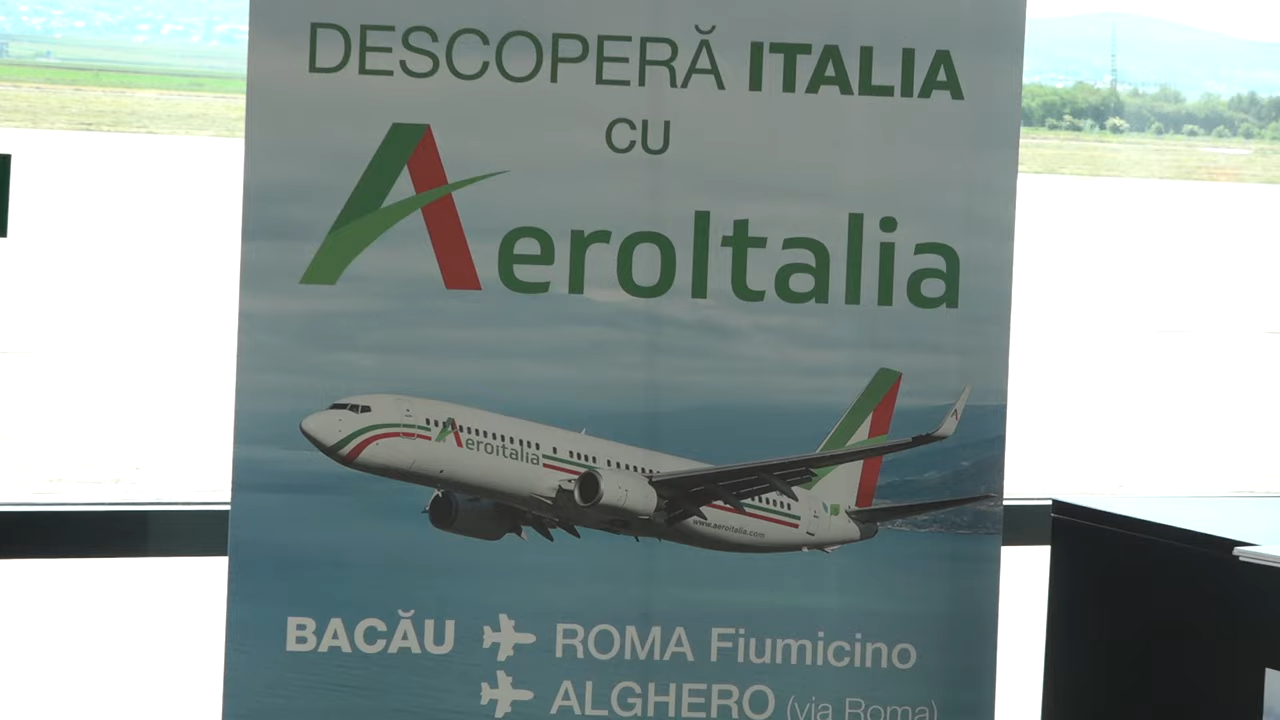 DESCOPERĂ ITALIA
CU
AeroItalia
Aeroitalia
www.aeroitalia.com
BACĂU ROMA Fiumicino
ALGHERO (via Roma)